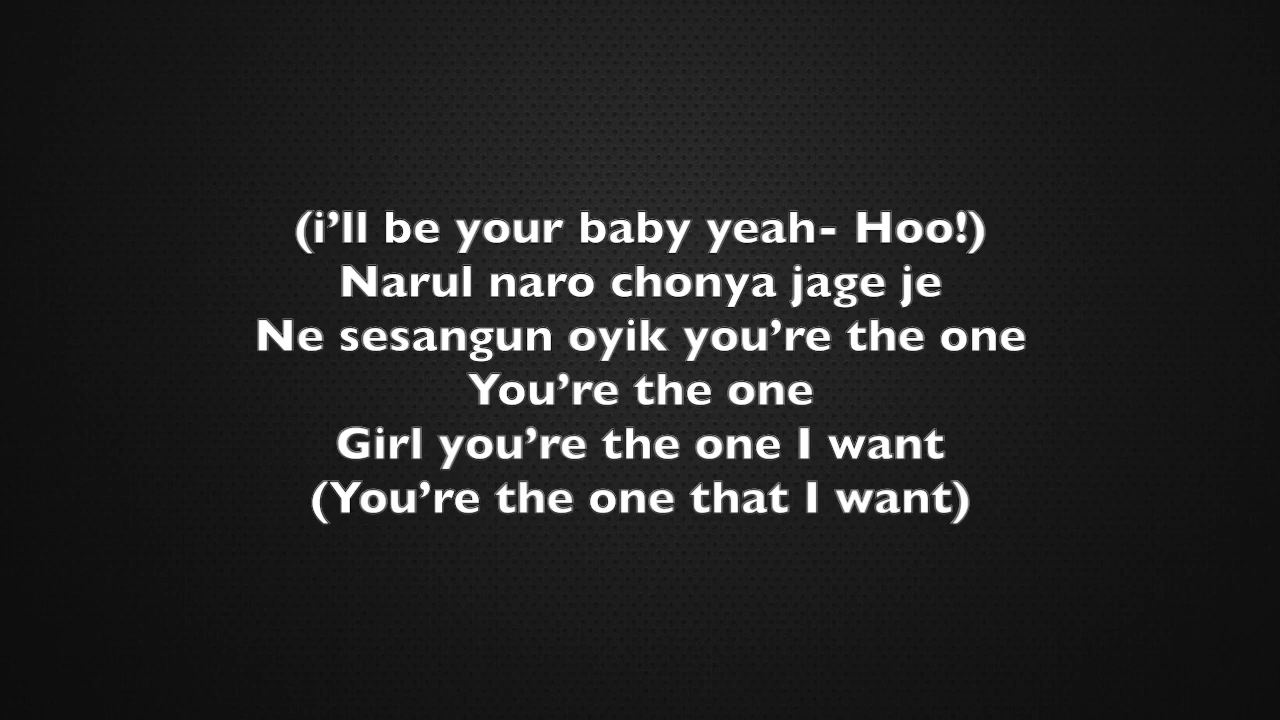 (i’ll be your baby yeah- Hoo!)
Narul naro chonya jage je
Ne sesangun oyik you’re the one
You’re the one
Girl you’re the one I want
(You’re the one that I want)